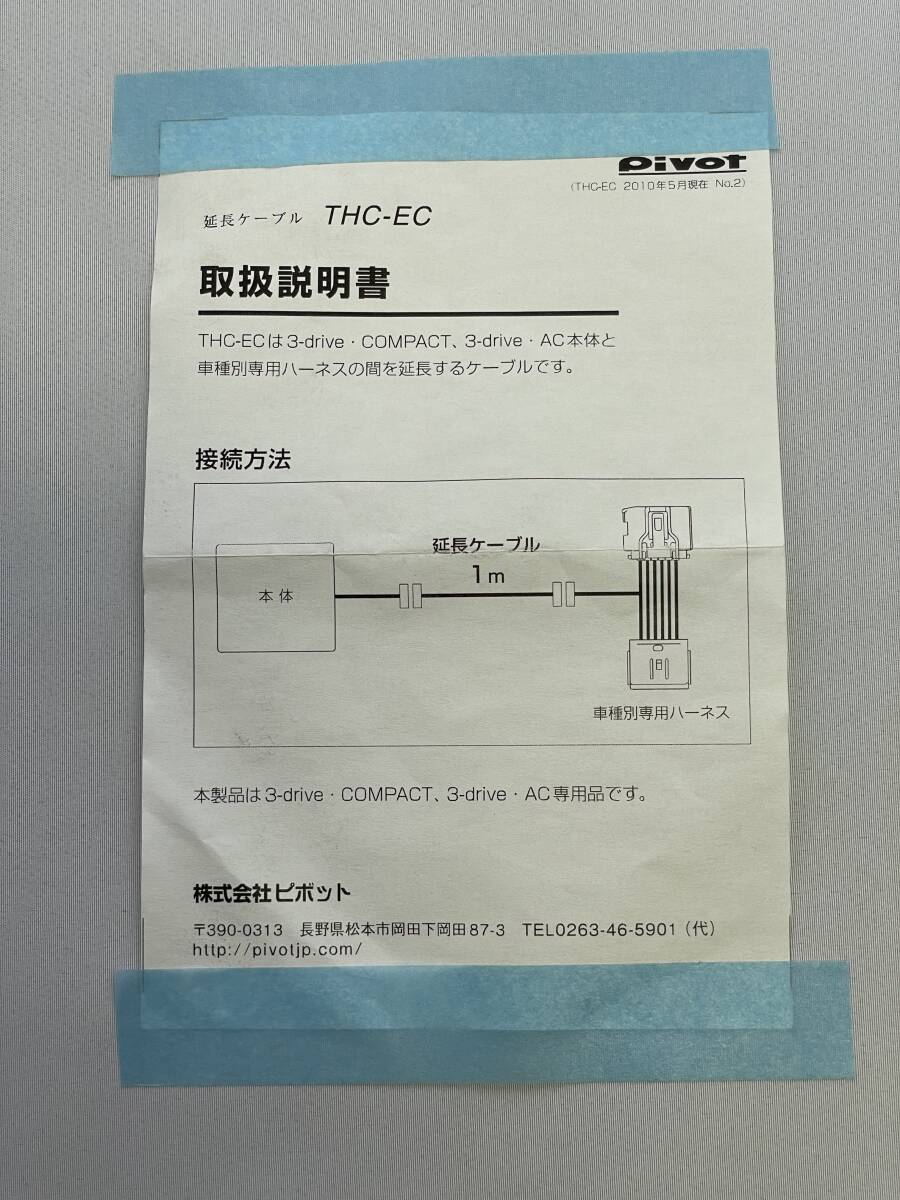 Pivot
(THC-EC 2010年5月現在 No.2)
延長ケーブル THC-EC
取扱説明書
THC-ECは3-drive・COMPACT、3-drive・AC本体と
車種別専用ハーネスの間を延長するケーブルです。
接続方法
延長ケーブル
1m
本体
車種別専用ハーネス
本製品は3-drive・COMPACT、3-drive・AC専用品です。
株式会社ピボット
〒390-0313 長野県松本市岡田下岡田87-3 TEL0263-46-5901(代)
http://pivotjp.com/